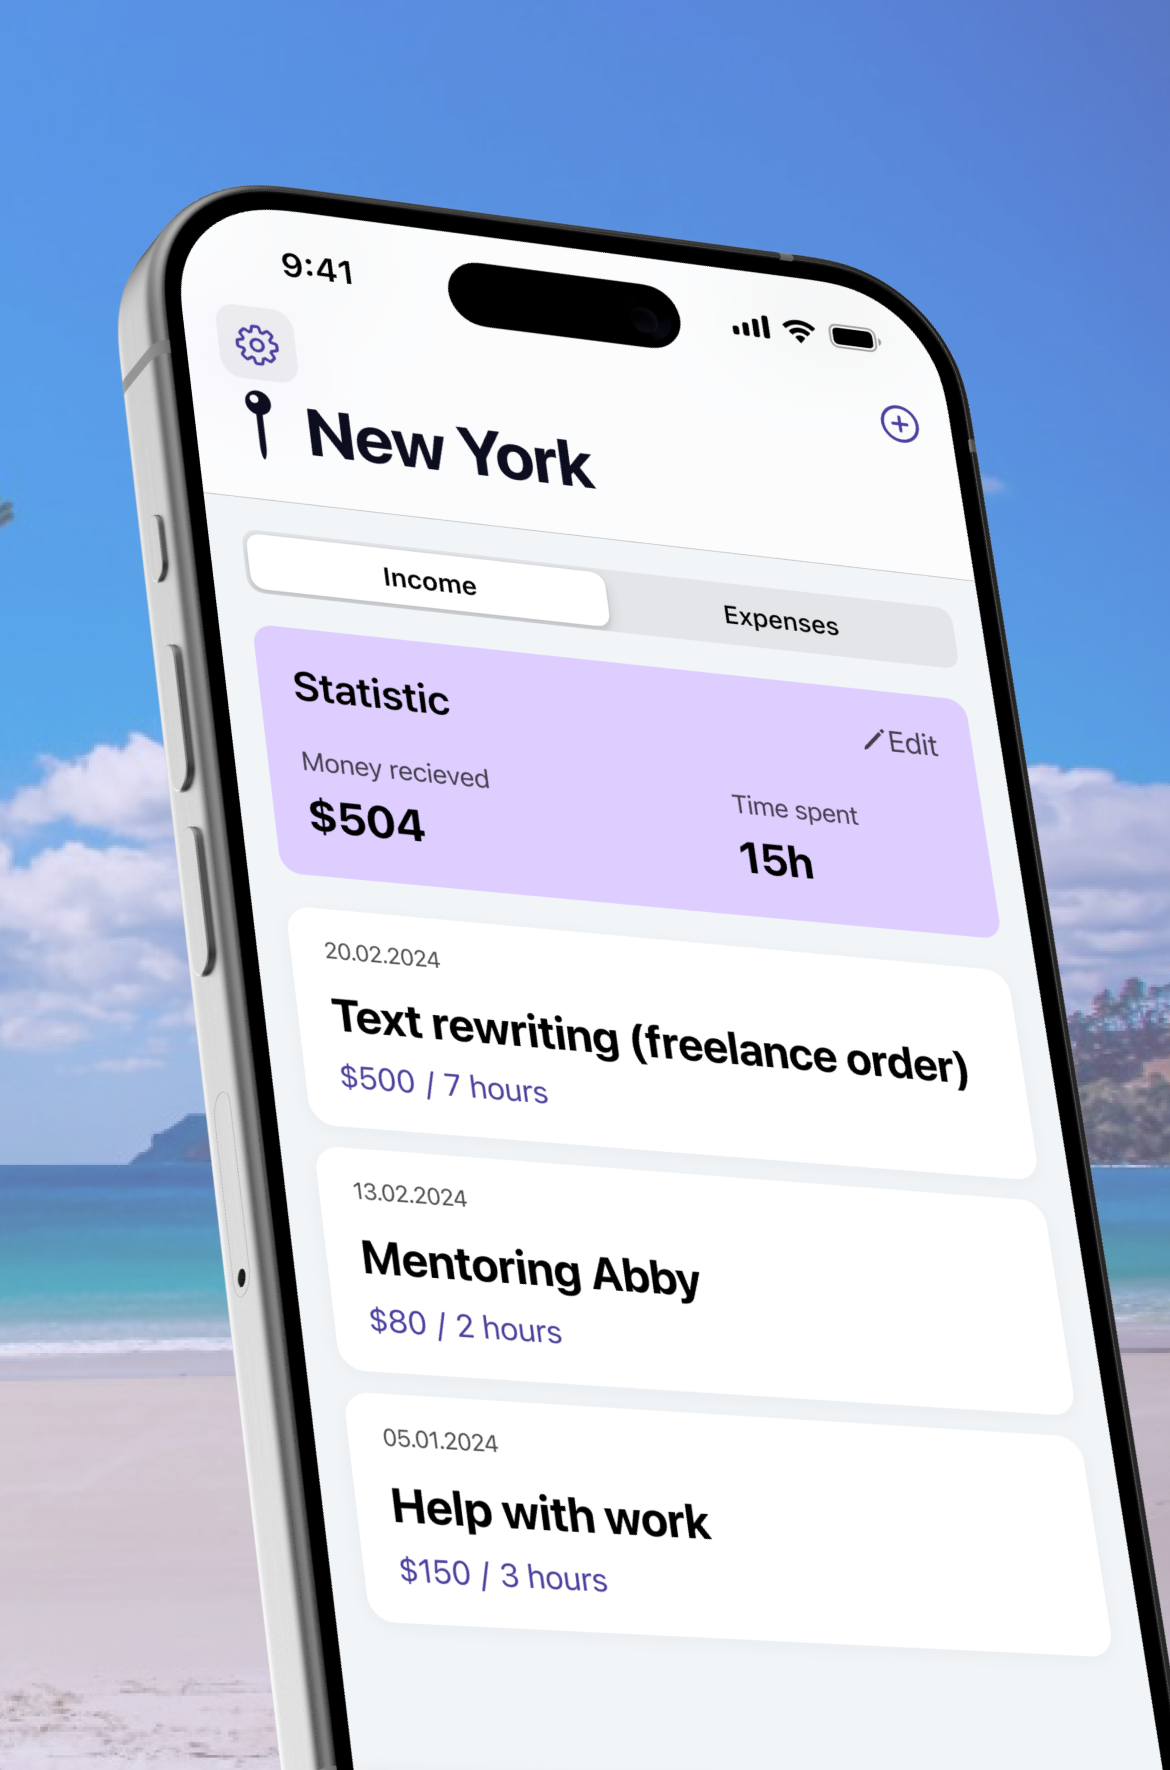 9:41
New York
Income
Expenses
Statistic
Edit
Money recieved
Time spent
$504
15h
20.02.2024
Text rewriting (freelance order)
$500 / 7 hours
13.02.2024
Mentoring Abby
$80 / 2 hours
05.01.2024
Help with work
$150 / 3 hours